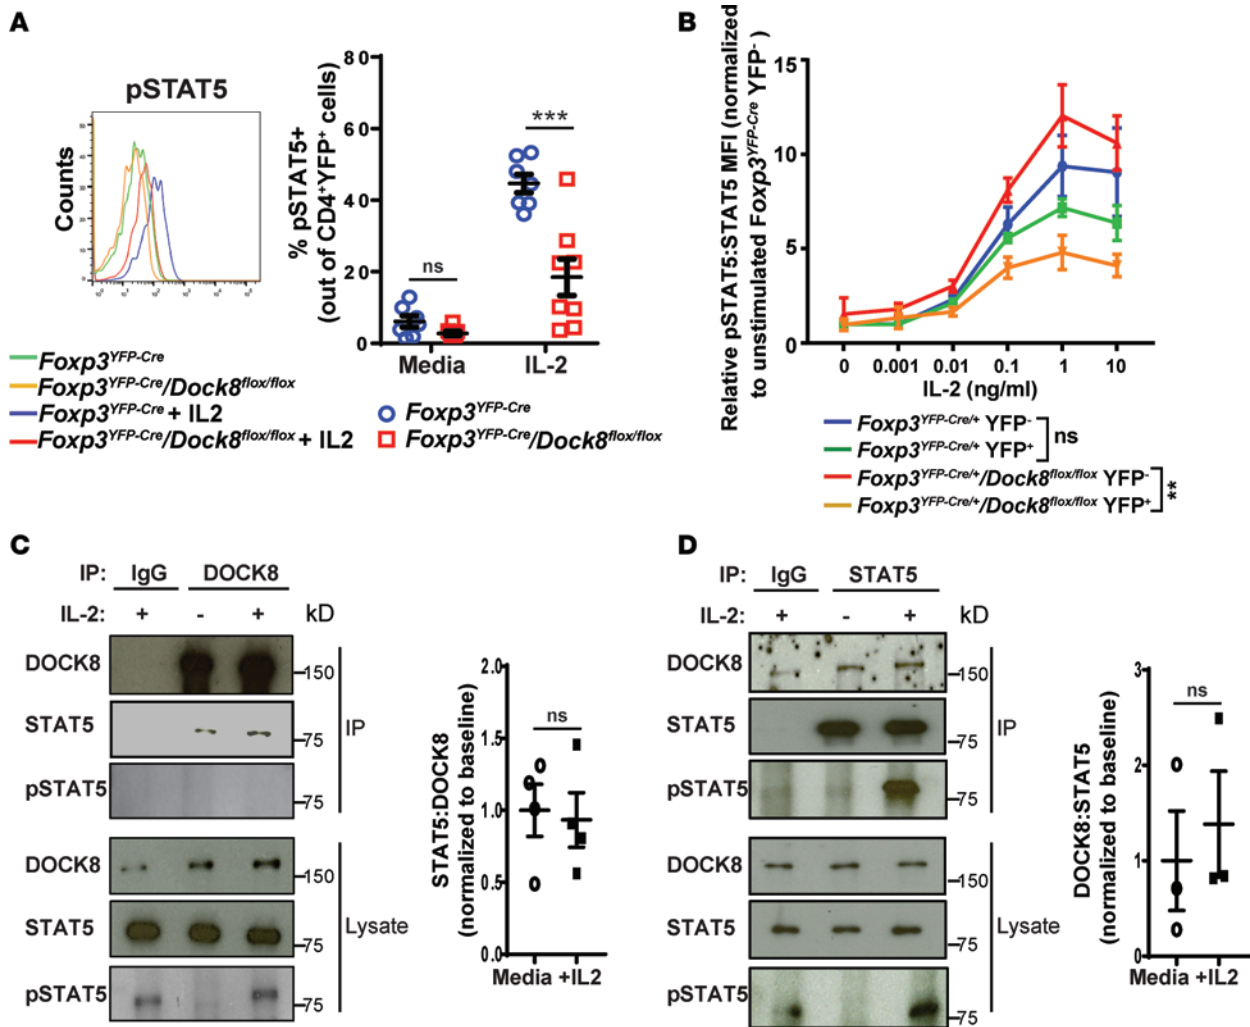 A
pSTAT5
Counts
% pSTAT5+
(out of CD4+YFP+ cells)
80
60
40
20
0
ns
***
Media
IL-2
Foxp3YFP-Cre
Foxp3YFP-Cre/Dock8flox/flox
Foxp3YFP-Cre + IL2
Foxp3YFP-Cre/Dock8flox/flox + IL2
Foxp3YFP-Cre
Foxp3YFP-Cre/Dock8flox/flox
B
Relative pSTAT5:STAT5 MFI (normalized
to unstimulated Foxp3YFP-Cre YFP-)
15
10
5
0
0 0.001 0.01 0.1 1 10
IL-2 (ng/ml)
Foxp3YFP-Cre/+ YFP-
Foxp3YFP-Cre/+ YFP+
ns
Foxp3YFP-Cre/+/Dock8flox/flox YFP-
Foxp3YFP-Cre/+/Dock8flox/flox YFP+
**
C
IP: IgG DOCK8
IL-2: + - + kD
DOCK8 150
STAT5 75
pSTAT5 75
IP
DOCK8 150
STAT5 75
pSTAT5 75
Lysate
STAT5:DOCK8
(normalized to baseline)
2.0
1.5
1.0
0.5
0.0
ns
Media +IL2
D
IP: IgG STAT5
IL-2: + - + kD
DOCK8 150
STAT5 75
pSTAT5 75
IP
DOCK8 150
STAT5 75
pSTAT5 75
Lysate
DOCK8:STAT5
(normalized to baseline)
3
2
1
0
ns
Media +IL2